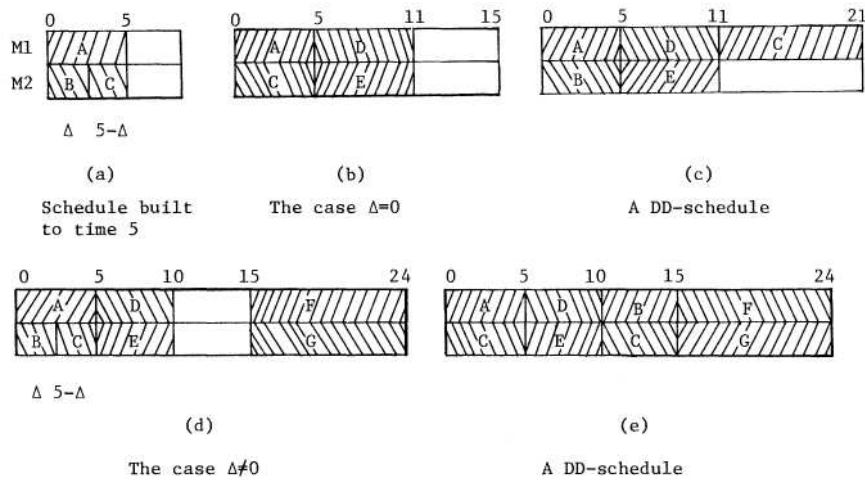 0 5
0 5 11 15
0 5 11 21
M1 A
A D
A D C
M2 B C
C E
B E
Δ 5-Δ
(a)
(b)
(c)
Schedule built
to time 5
The case Δ=0
A DD-schedule
0 5 10 15 24
0 5 10 15 24
A D F
A D B F
B C E G
C E C G
Δ 5-Δ
(d)
(e)
The case Δ≠0
A DD-schedule